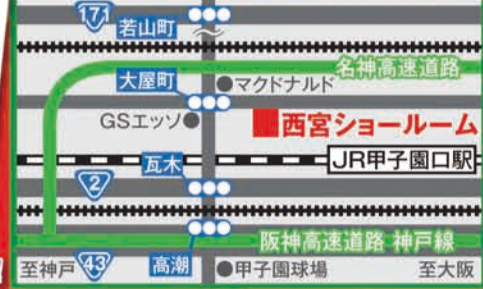 171
若山町
名神高速道路
大屋町
●マクドナルド
GSエッソ●
西宮ショールーム
JR甲子園口駅
瓦木
2
阪神高速道路 神戸線
至神戸
43
高潮
●甲子園球場
至大阪